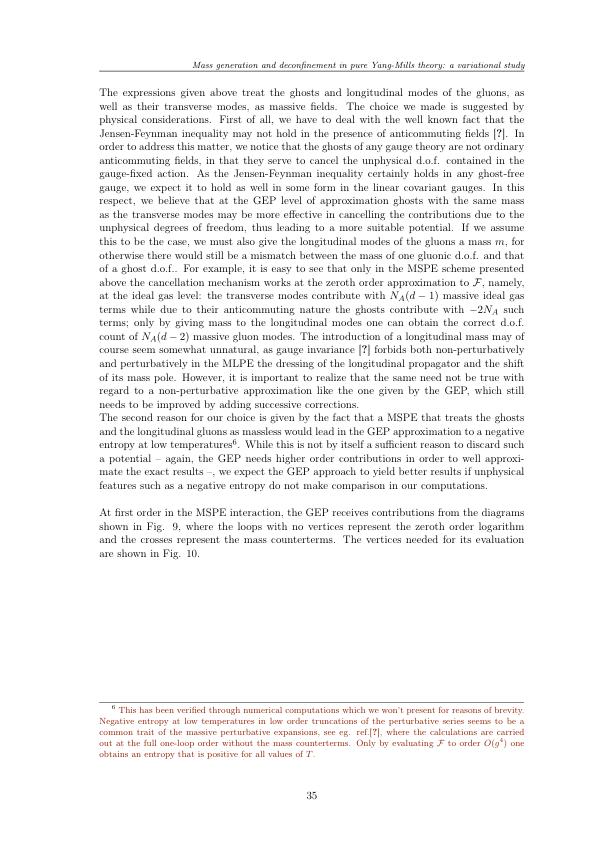 Mass generation and deconfinement in pure Yang-Mills theory: a variational study
The expressions given above treat the ghosts and longitudinal modes of the gluons, as
well as their transverse modes, as massive fields. The choice we made is suggested by
physical considerations. First of all, we have to deal with the well known fact that the
Jensen-Feynman inequality may not hold in the presence of anticommuting fields [?]. In
order to address this matter, we notice that the ghosts of any gauge theory are not ordinary
anticommuting fields, in that they serve to cancel the unphysical d.o.f. contained in the
gauge-fixed action. As the Jensen-Feynman inequality certainly holds in any ghost-free
gauge, we expect it to hold as well in some form in the linear covariant gauges. In this
respect, we believe that at the GEP level of approximation ghosts with the same mass
as the transverse modes may be more effective in cancelling the contributions due to the
unphysical degrees of freedom, thus leading to a more suitable potential. If we assume
this to be the case, we must also give the longitudinal modes of the gluons a mass m, for
otherwise there would still be a mismatch between the mass of one gluonic d.o.f. and that
of a ghost d.o.f.. For example, it is easy to see that only in the MSPE scheme presented
above the cancellation mechanism works at the zeroth order approximation to ℱ, namely,
at the ideal gas level: the transverse modes contribute with N_A(d − 1) massive ideal gas
terms while due to their anticommuting nature the ghosts contribute with −2N_A such
terms; only by giving mass to the longitudinal modes one can obtain the correct d.o.f.
count of N_A(d − 2) massive gluon modes. The introduction of a longitudinal mass may of
course seem somewhat unnatural, as gauge invariance [?] forbids both non-perturbatively
and perturbatively in the MLPE the dressing of the longitudinal propagator and the shift
of its mass pole. However, it is important to realize that the same need not be true with
regard to a non-perturbative approximation like the one given by the GEP, which still
needs to be improved by adding successive corrections.
The second reason for our choice is given by the fact that a MSPE that treats the ghosts
and the longitudinal gluons as massless would lead the GEP approximation to a negative
entropy at low temperatures⁶. While this is not by itself a sufficient reason to discard such
a potential – again, the GEP needs higher order contributions in order to well approxi-
mate the exact results –, we expect the GEP approach to yield better results if unphysical
features such as a negative entropy do not make comparison in our computations.
At first order in the MSPE interaction, the GEP receives contributions from the diagrams
shown in Fig. 9, where the loops with no vertices represent the zeroth order logarithm
and the crosses represent the mass counterterms. The vertices needed for its evaluation
are shown in Fig. 10.
⁶ This has been verified through numerical computations which we won't present for reasons of brevity.
Negative entropy at low temperatures in low order truncations of the perturbative series seems to be a
common trait of the massive perturbative expansions, see eg. ref.[?], where the calculations are carried
out at the full one-loop order without the mass counterterms. Only by evaluating ℱ to order O(g⁴) one
obtains an entropy that is positive for all values of T.
35